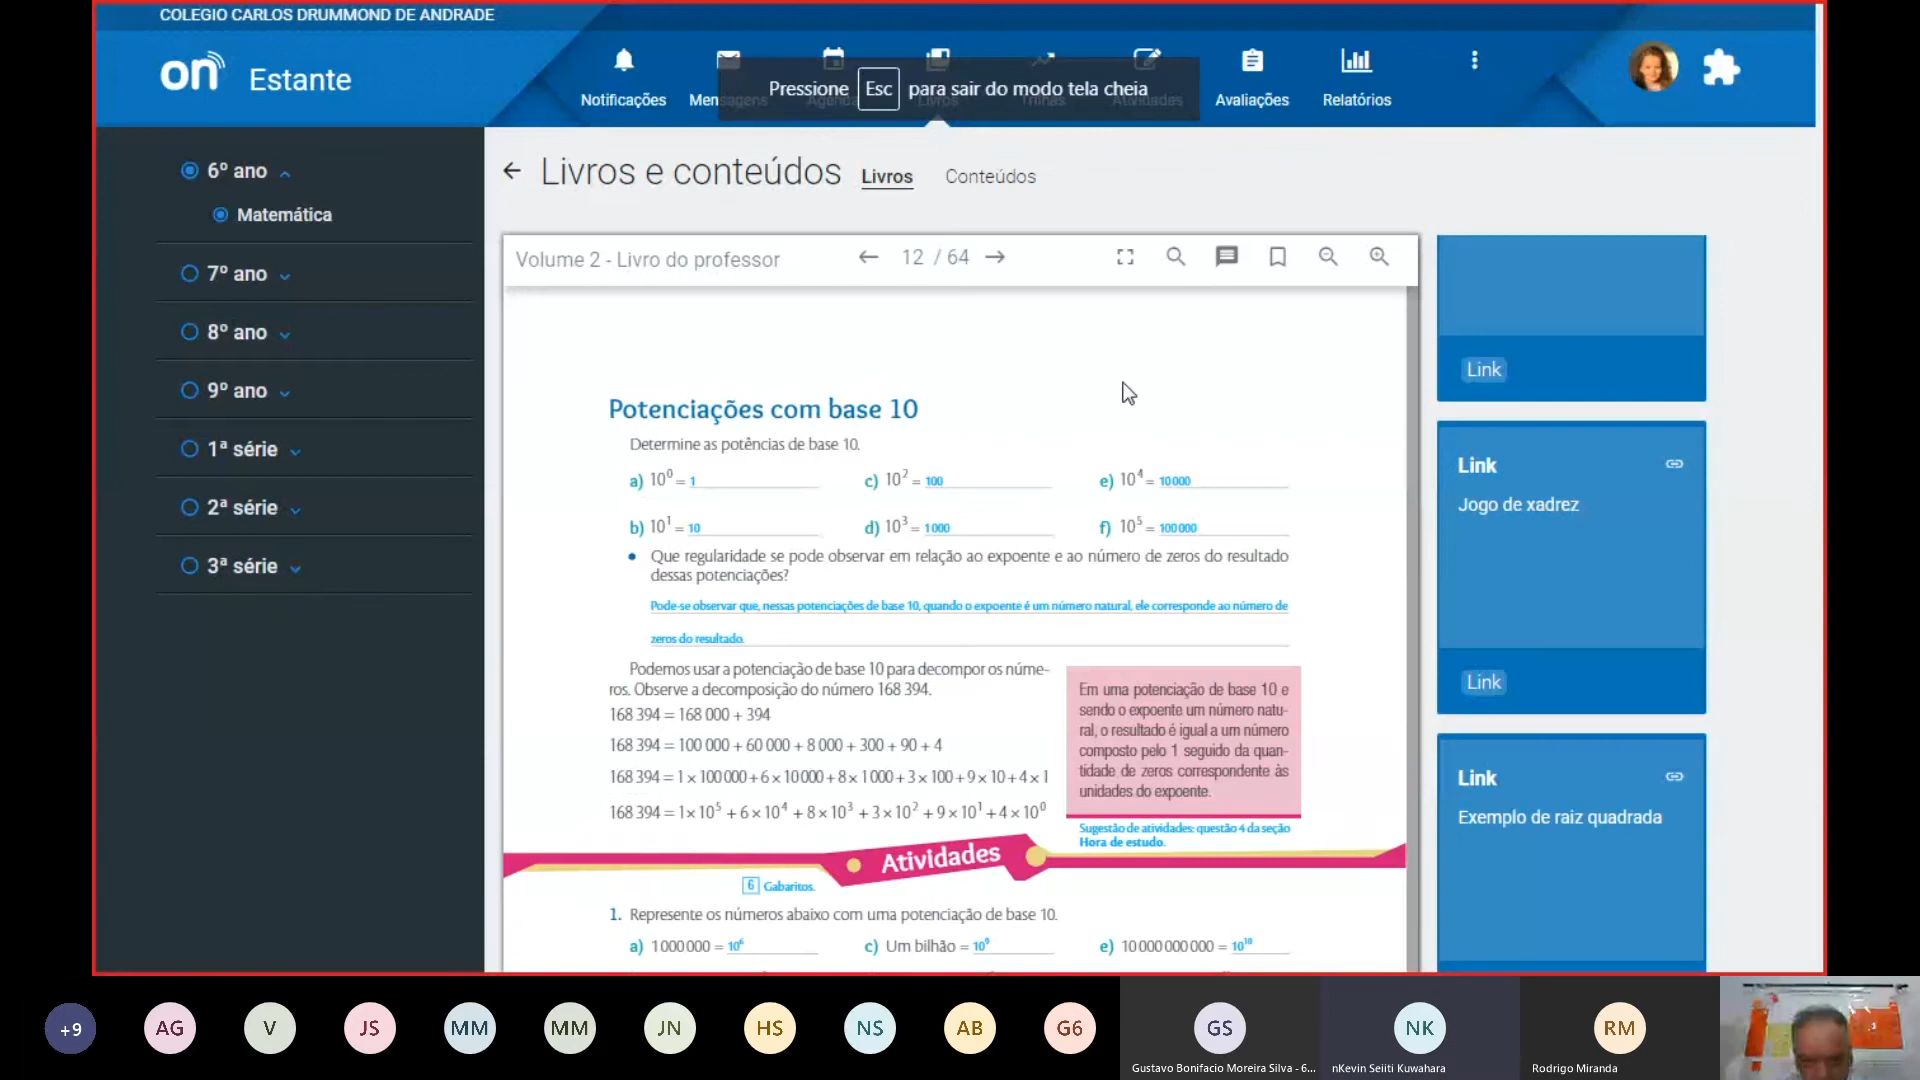 COLEGIO CARLOS DRUMMOND DE ANDRADE
on Estante
Notificações
Mensagens
Pressione Esc para sair do modo tela cheia
Agenda
Livros
Trilhas
Atividades
Avaliações
Relatórios
6º ano
Matemática
7º ano
8º ano
9º ano
1ª série
2ª série
3ª série
Livros e conteúdos Livros Conteúdos
Volume 2 - Livro do professor 12 / 64
Potenciações com base 10
Determine as potências de base 10.
a) 10⁰ = 1 c) 10² = 100 e) 10⁴ = 10 000
b) 10¹ = 10 d) 10³ = 1 000 f) 10⁵ = 100 000
• Que regularidade se pode observar em relação ao expoente e ao número de zeros do resultado
dessas potenciações?
Pode-se observar que, nessas potenciações de base 10, quando o expoente é um número natural, ele corresponde ao número de
zeros do resultado.
Podemos usar a potenciação de base 10 para decompor os núme-
ros. Observe a decomposição do número 168 394.
168 394 = 168 000 + 394
168 394 = 100 000 + 60 000 + 8 000 + 300 + 90 + 4
168 394 = 1 × 100 000 + 6 × 10 000 + 8 × 1 000 + 3 × 100 + 9 × 10 + 4 × 1
168 394 = 1 × 10⁵ + 6 × 10⁴ + 8 × 10³ + 3 × 10² + 9 × 10¹ + 4 × 10⁰
Em uma potenciação de base 10 e
sendo o expoente um número natu-
ral, o resultado é igual a um número
composto pelo 1 seguido da quan-
tidade de zeros correspondente às
unidades do expoente.
Sugestão de atividades: questão 4 da seção
Hora de estudo.
Atividades
6 Gabaritos.
1. Represente os números abaixo com uma potenciação de base 10.
a) 1 000 000 = 10⁶ c) Um bilhão = 10⁹ e) 10 000 000 000 = 10¹⁰
Link
Link
Jogo de xadrez
Link
Link
Exemplo de raiz quadrada
+9 AG V JS MM MM JN HS NS AB G6 GS NK RM
Gustavo Bonifacio Moreira Silva - 6... nKevin Seiiti Kuwahara Rodrigo Miranda